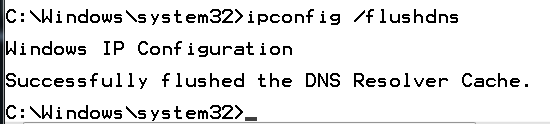 C:\Windows\system32>ipconfig /flushdns
Windows IP Configuration
Successfully flushed the DNS Resolver Cache.
C:\Windows\system32>_